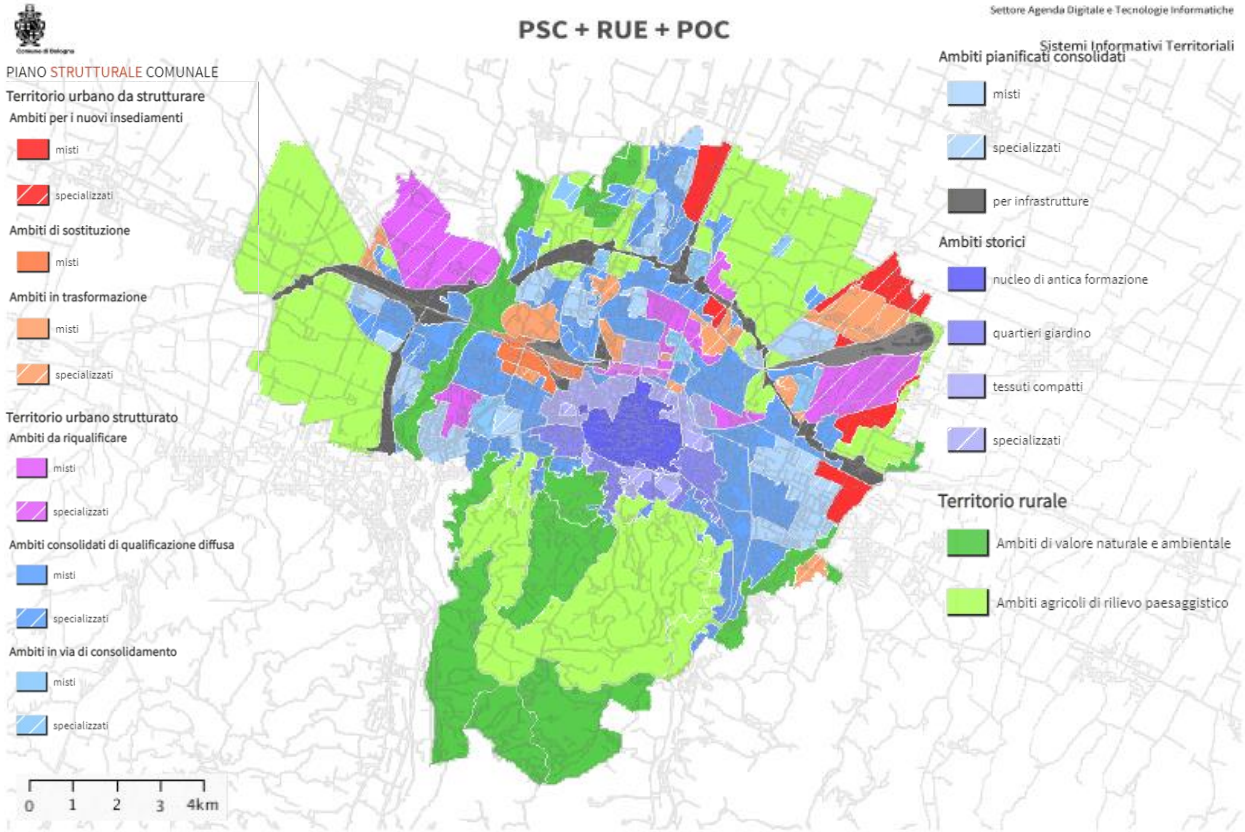 Comune di Bologna
PSC + RUE + POC
Settore Agenda Digitale e Tecnologie Informatiche
Sistemi Informativi Territoriali
PIANO STRUTTURALE COMUNALE
Territorio urbano da strutturare
Ambiti per i nuovi insediamenti
misti
specializzati
Ambiti di sostituzione
misti
Ambiti in trasformazione
misti
specializzati
Territorio urbano strutturato
Ambiti da riqualificare
misti
specializzati
Ambiti consolidati di qualificazione diffusa
misti
specializzati
Ambiti in via di consolidamento
misti
specializzati
0 1 2 3 4km
Ambiti pianificati consolidati
misti
specializzati
per infrastrutture
Ambiti storici
nucleo di antica formazione
quartieri giardino
tessuti compatti
specializzati
Territorio rurale
Ambiti di valore naturale e ambientale
Ambiti agricoli di rilievo paesaggistico